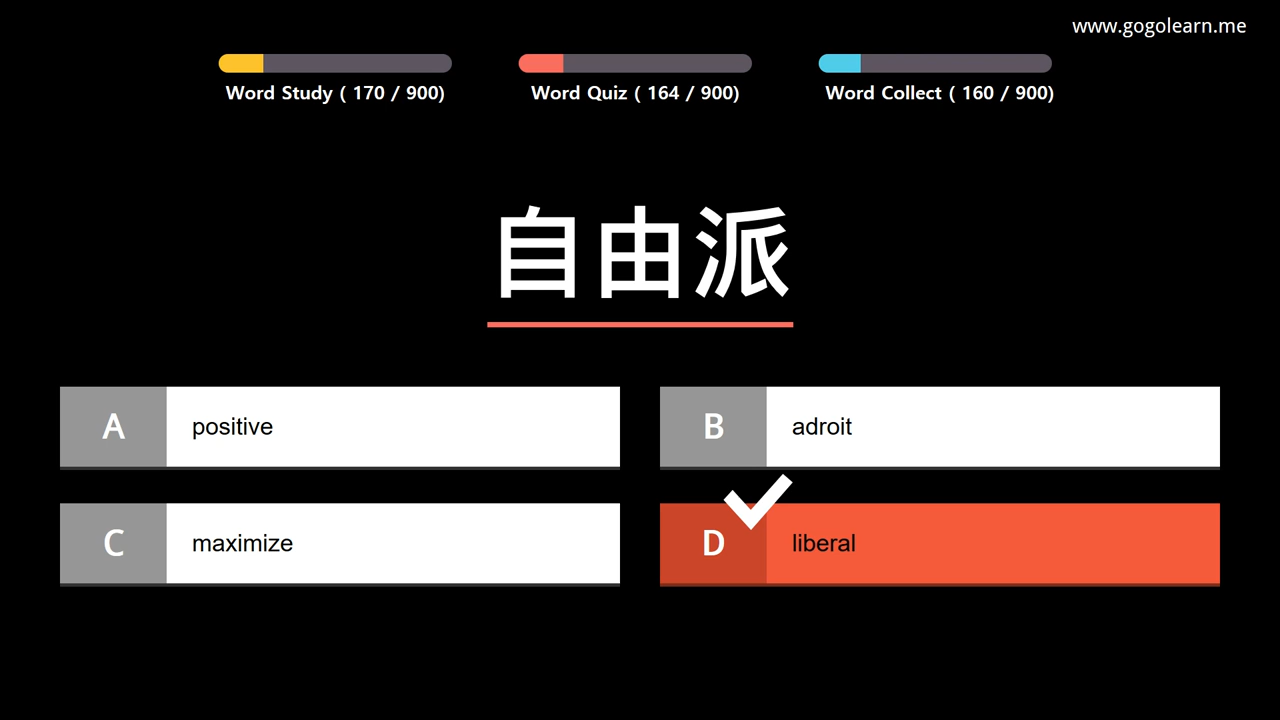 www.gogolearn.me
Word Study ( 170 / 900)
Word Quiz ( 164 / 900)
Word Collect ( 160 / 900)
自由派
A positive
B adroit
C maximize
D liberal